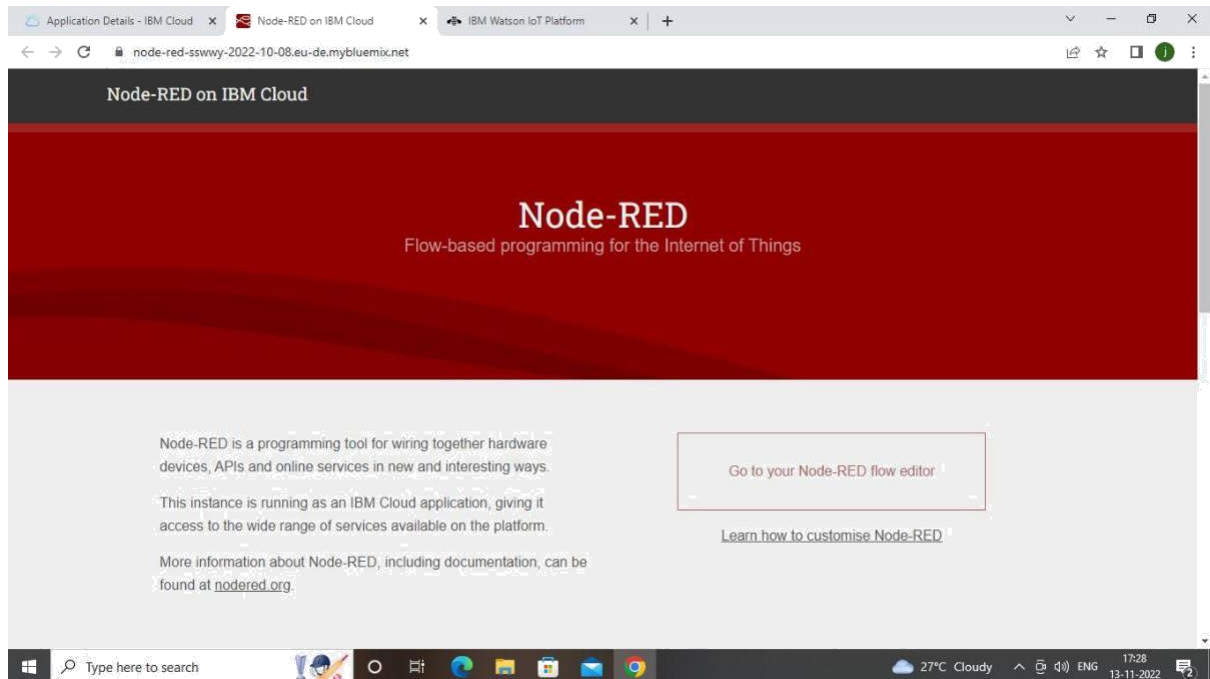 Application Details - IBM Cloud
Node-RED on IBM Cloud
IBM Watson IoT Platform
node-red-sswwy-2022-10-08.eu-de.mybluemix.net
j
Node-RED on IBM Cloud
Node-RED
Flow-based programming for the Internet of Things
Node-RED is a programming tool for wiring together hardware
devices, APIs and online services in new and interesting ways.
This instance is running as an IBM Cloud application, giving it
access to the wide range of services available on the platform.
More information about Node-RED, including documentation, can be
found at nodered.org.
Go to your Node-RED flow editor
Learn how to customise Node-RED
Type here to search
27°C Cloudy
ENG
17:28
13-11-2022
2